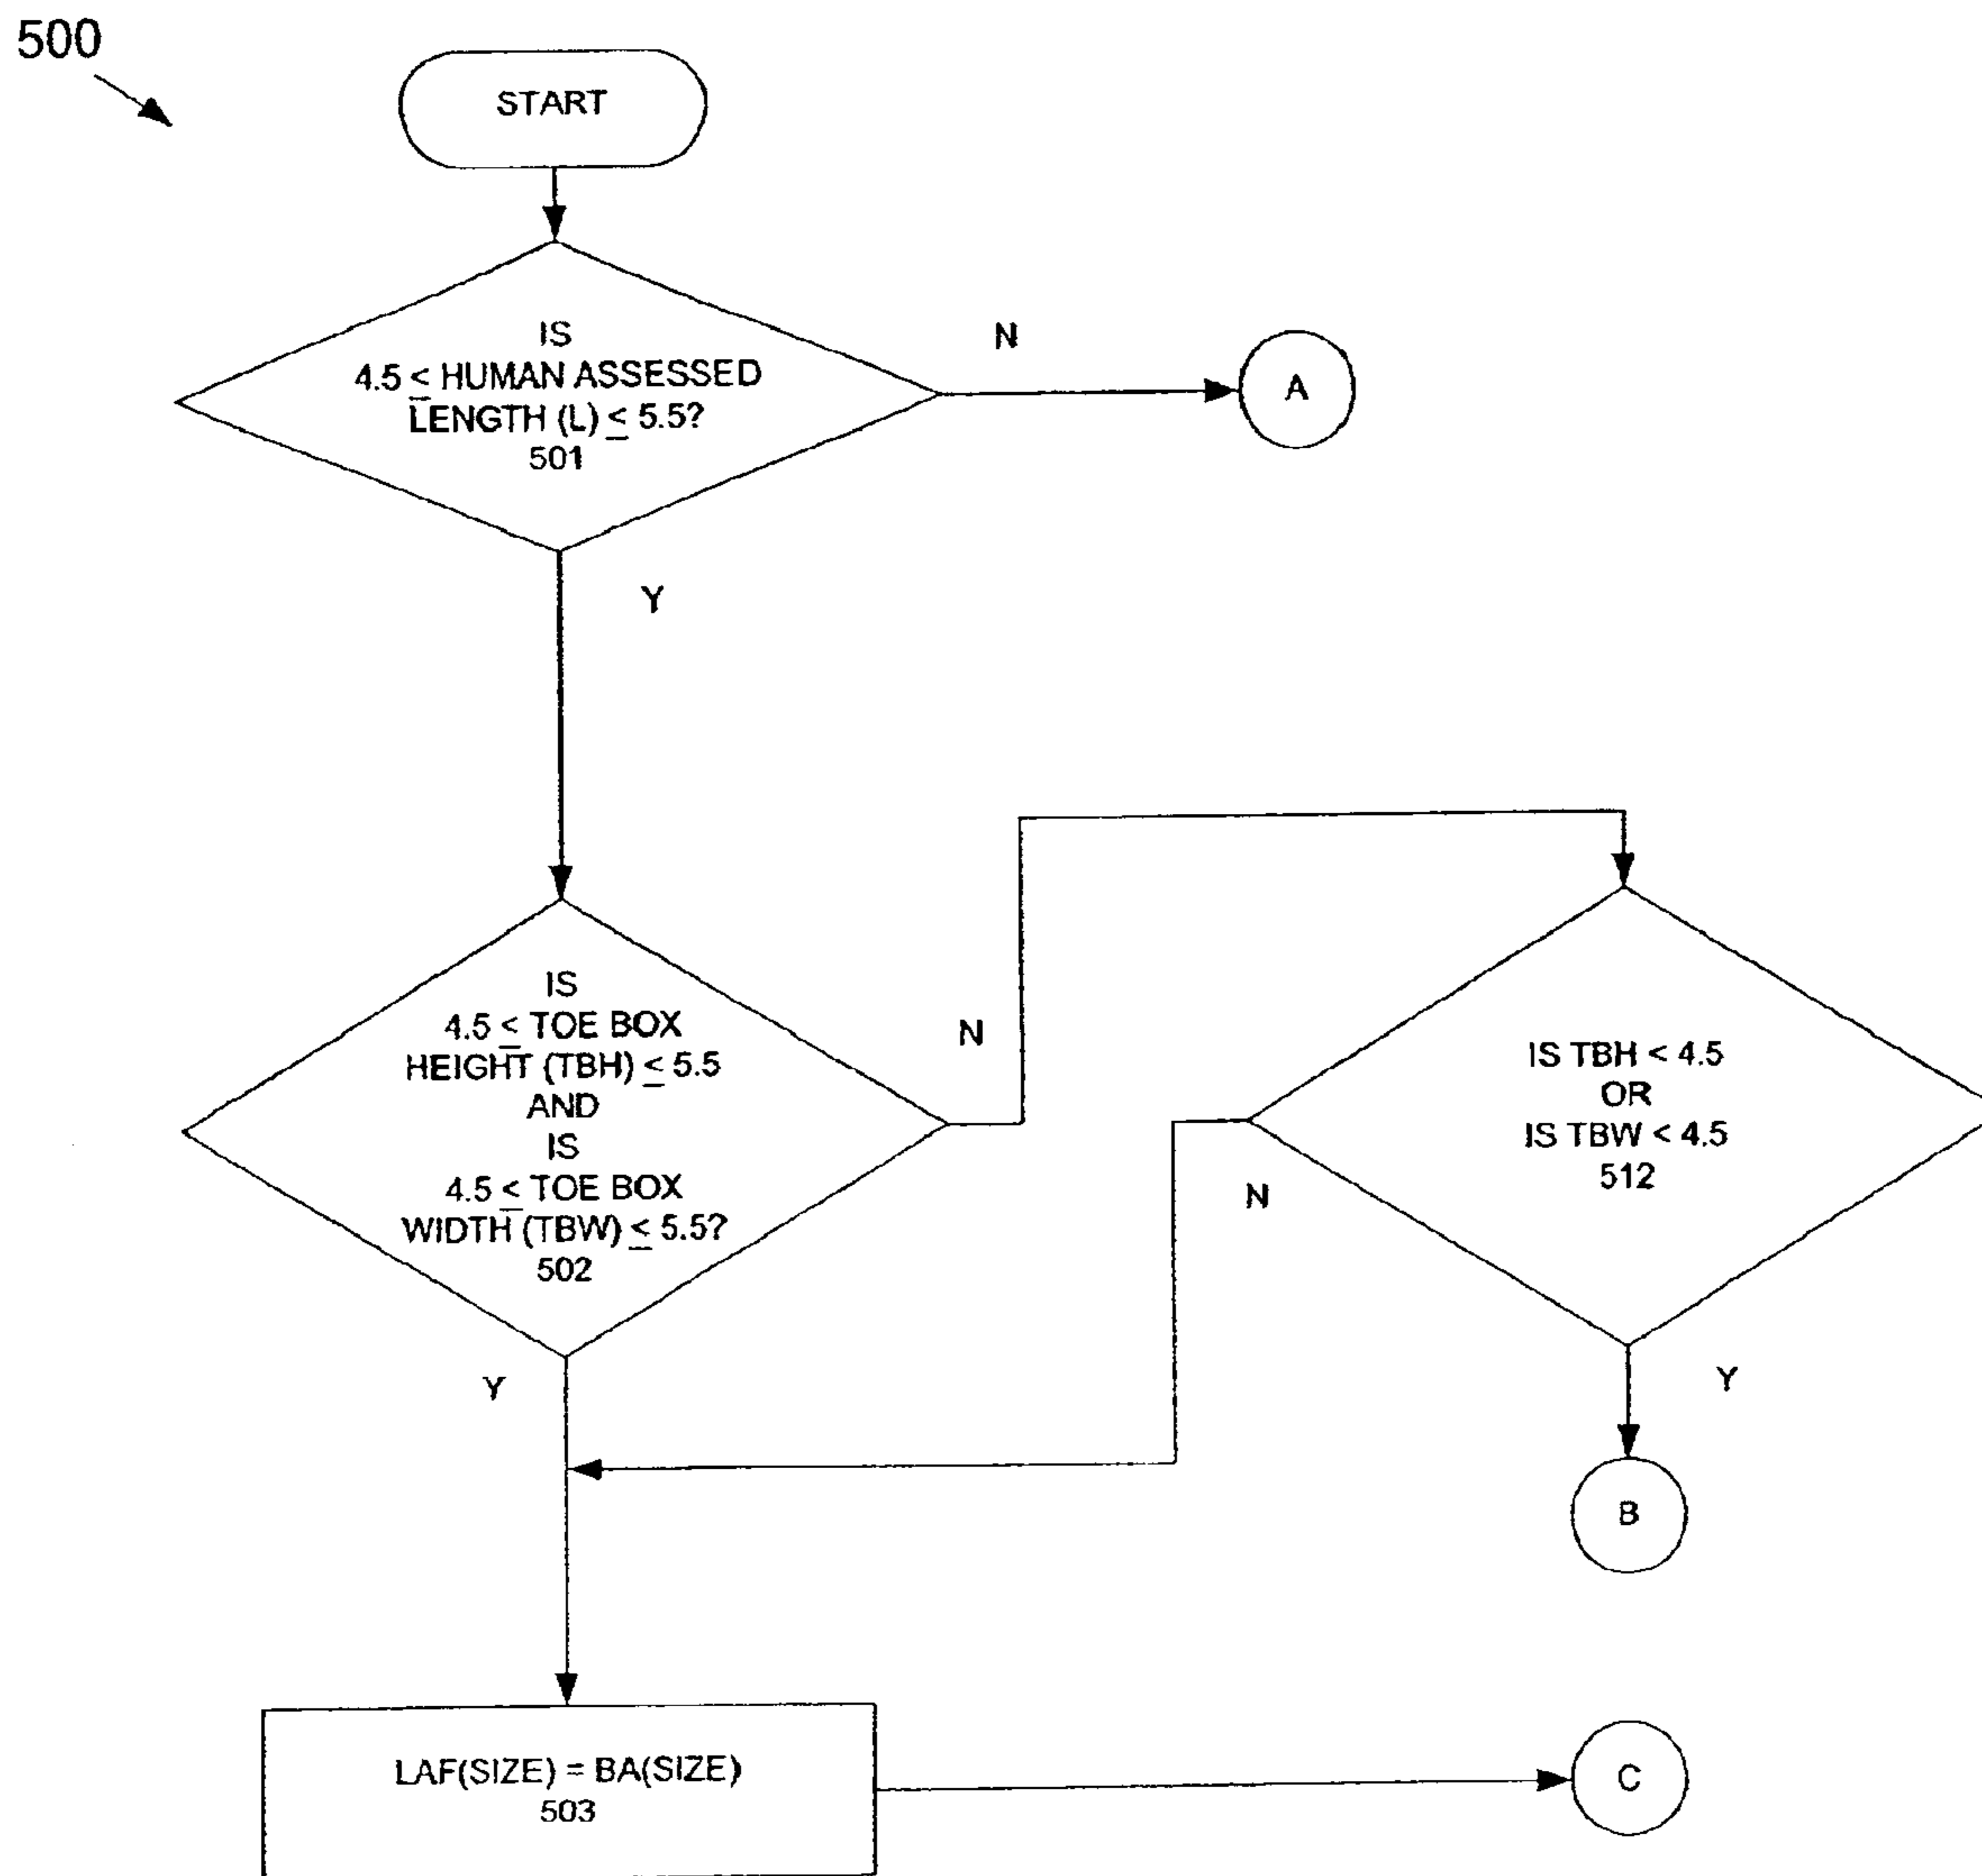 500
START
IS
4.5 ≤ HUMAN ASSESSED
LENGTH (L) ≤ 5.5?
501
N
A
Y
IS
4.5 ≤ TOE BOX
HEIGHT (TBH) ≤ 5.5
AND
IS
4.5 ≤ TOE BOX
WIDTH (TBW) ≤ 5.5?
502
N
IS TBH < 4.5
OR
IS TBW < 4.5
512
N
Y
Y
B
LAF(SIZE) = BA(SIZE)
503
C